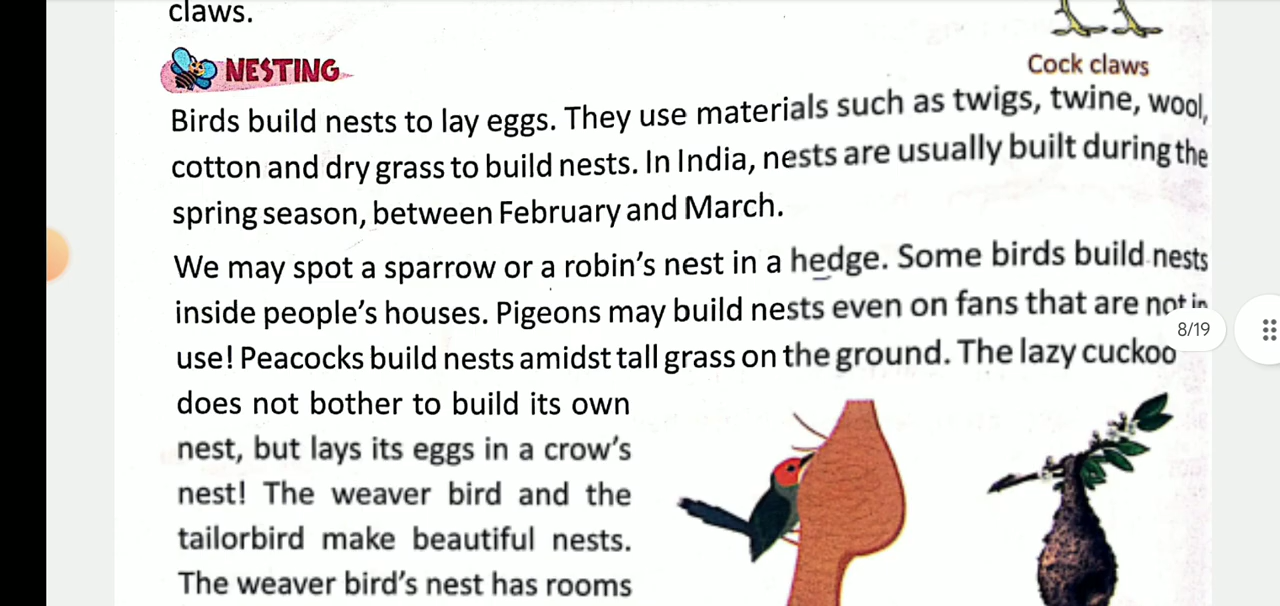 claws.
Cock claws
NESTING
Birds build nests to lay eggs. They use materials such as twigs, twine, wool,
cotton and dry grass to build nests. In India, nests are usually built during the
spring season, between February and March.
We may spot a sparrow or a robin's nest in a hedge. Some birds build nests
inside people's houses. Pigeons may build nests even on fans that are not in
8/19
use! Peacocks build nests amidst tall grass on the ground. The lazy cuckoo
does not bother to build its own
nest, but lays its eggs in a crow's
nest! The weaver bird and the
tailorbird make beautiful nests.
The weaver bird's nest has rooms